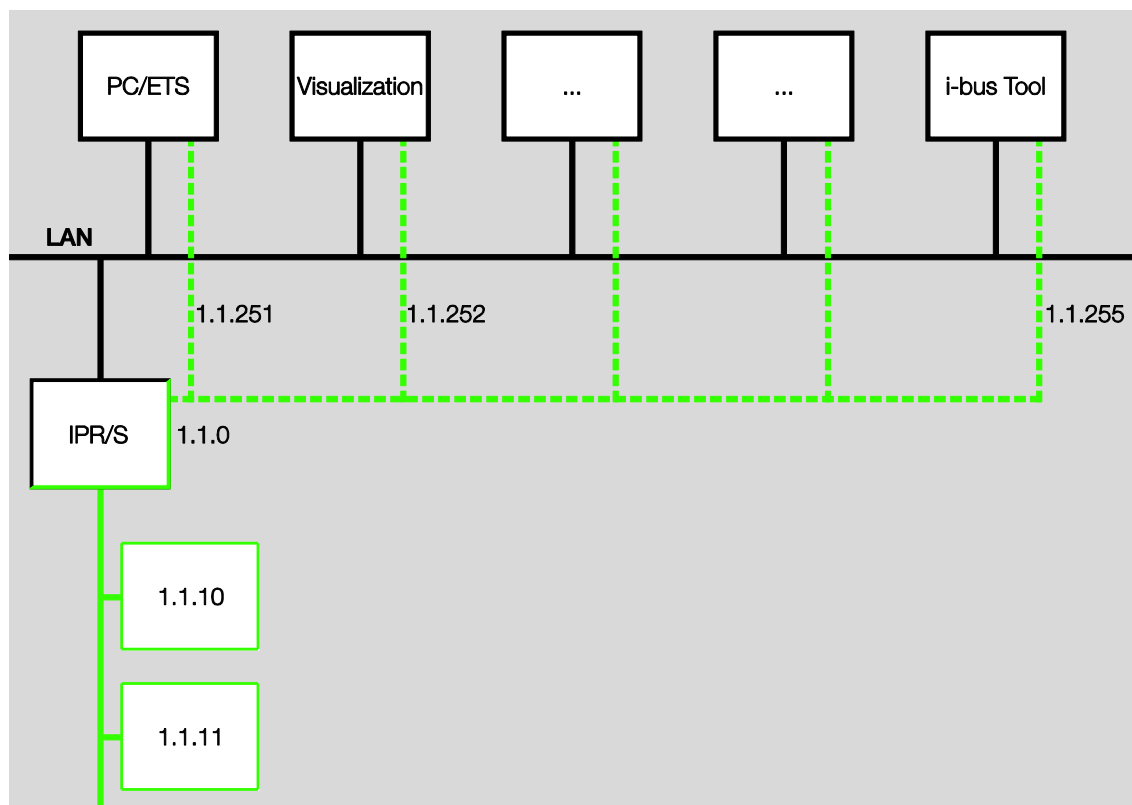 PC/ETS
Visualization
...
...
i-bus Tool
LAN
1.1.251
1.1.252
1.1.255
IPR/S
1.1.0
1.1.10
1.1.11